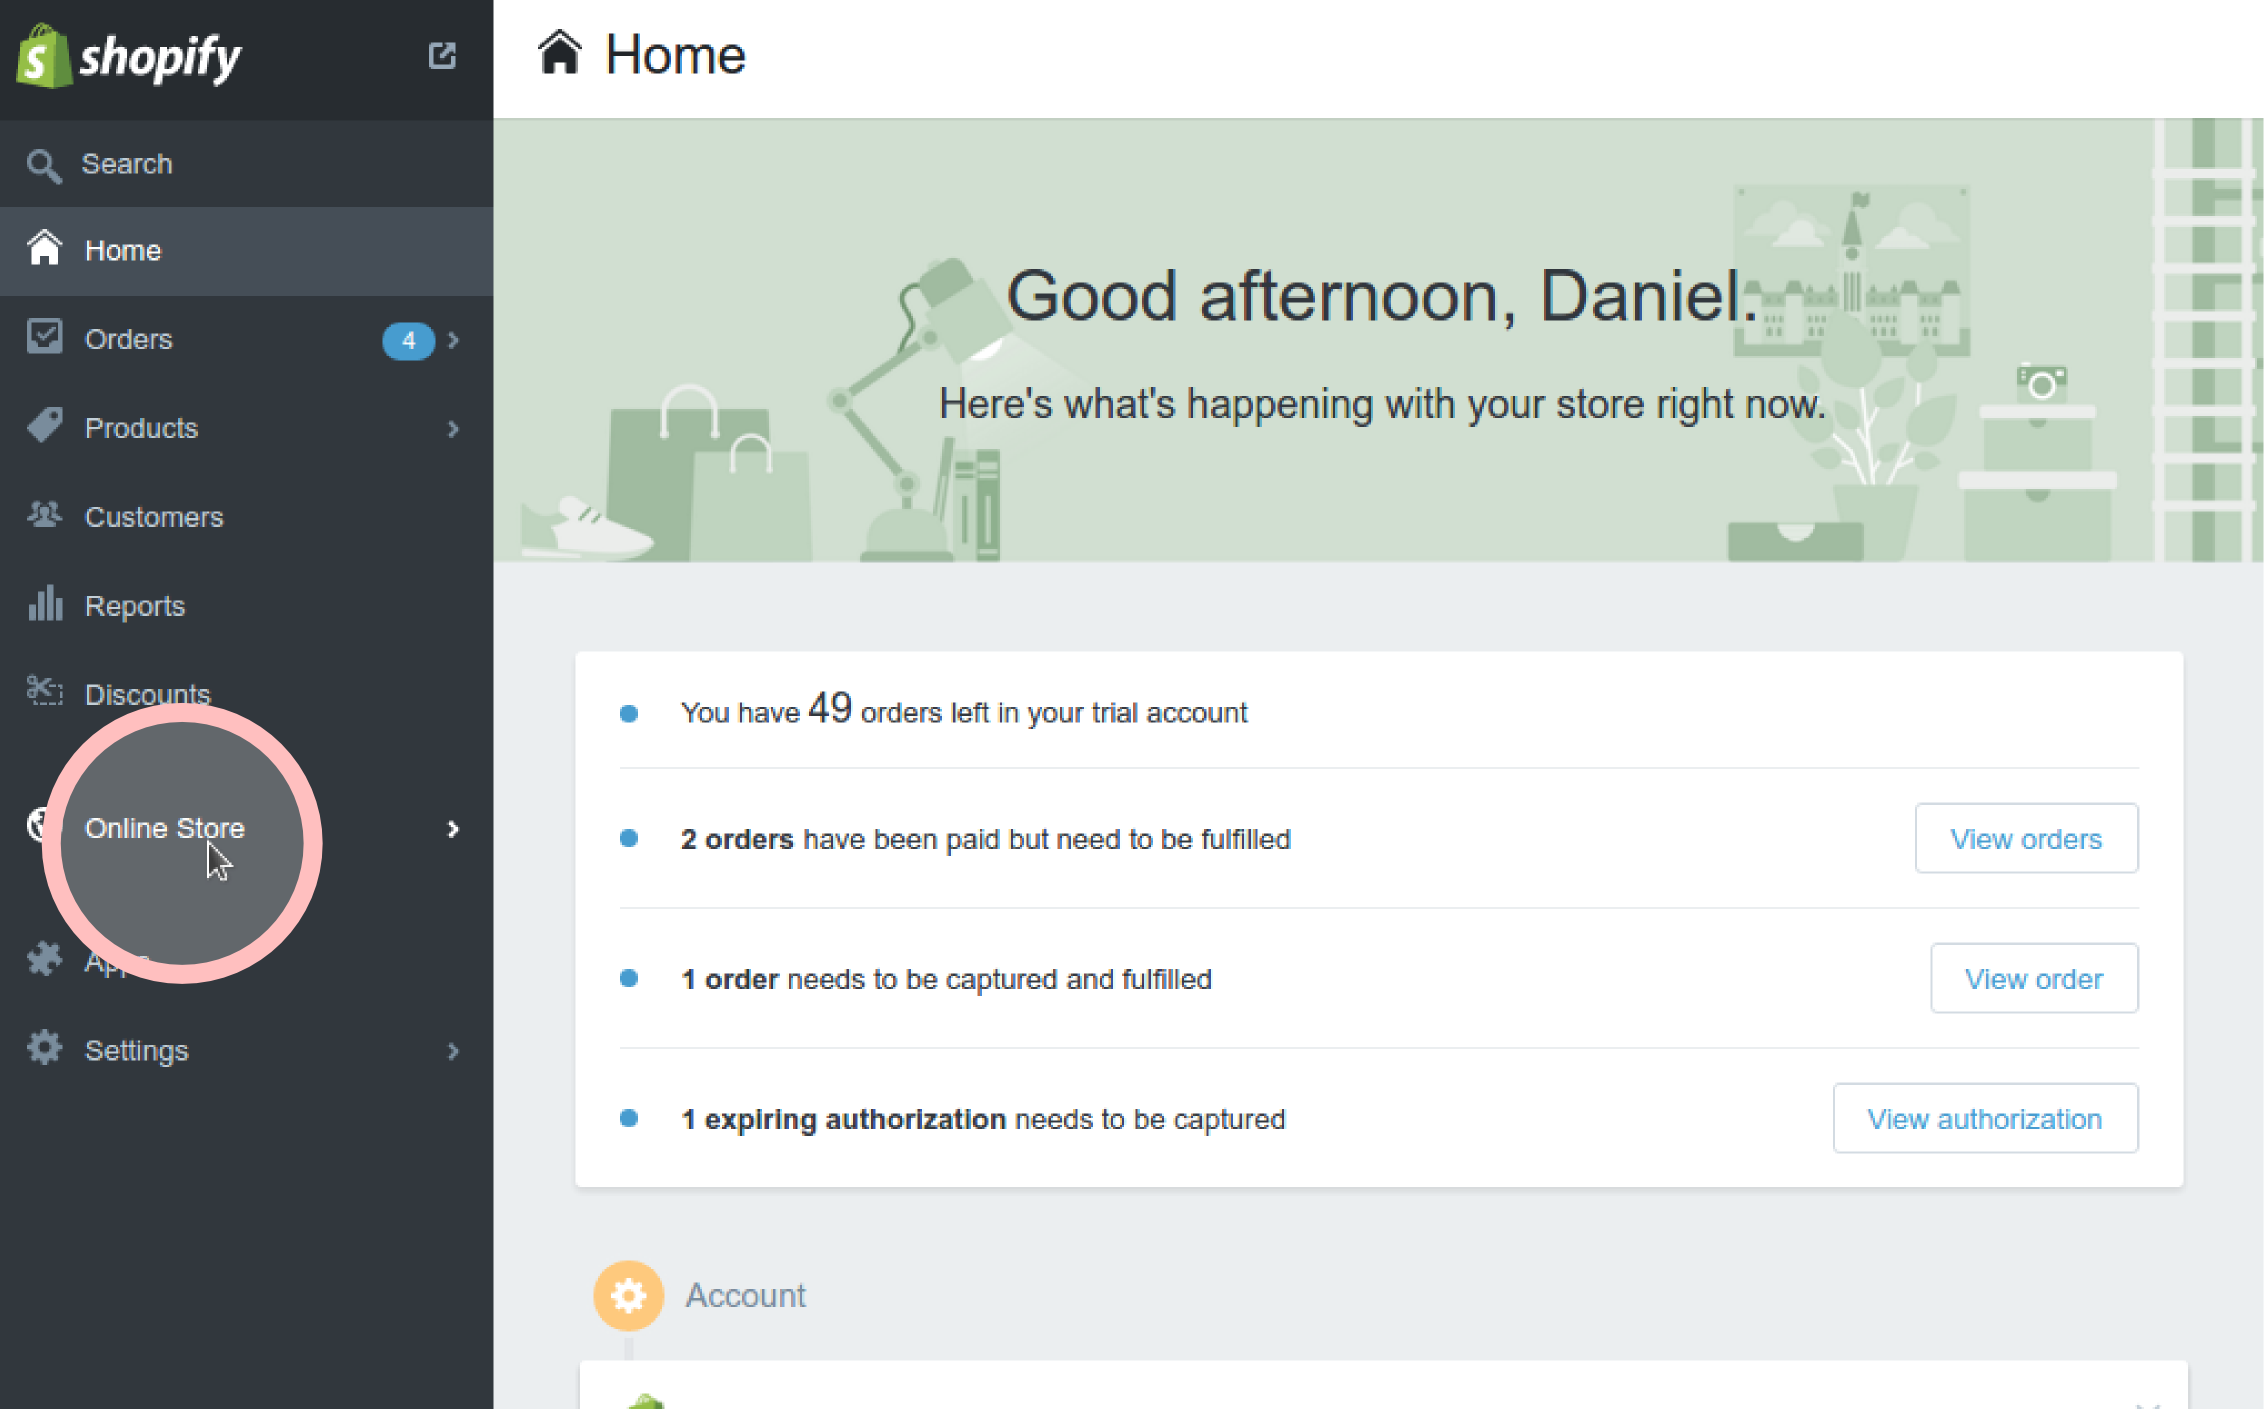 shopify
Home
Search
Home
Orders 4
Products
Customers
Reports
Discounts
Online Store
Apps
Settings
Good afternoon, Daniel.
Here's what's happening with your store right now.
You have 49 orders left in your trial account
2 orders have been paid but need to be fulfilled
View orders
1 order needs to be captured and fulfilled
View order
1 expiring authorization needs to be captured
View authorization
Account